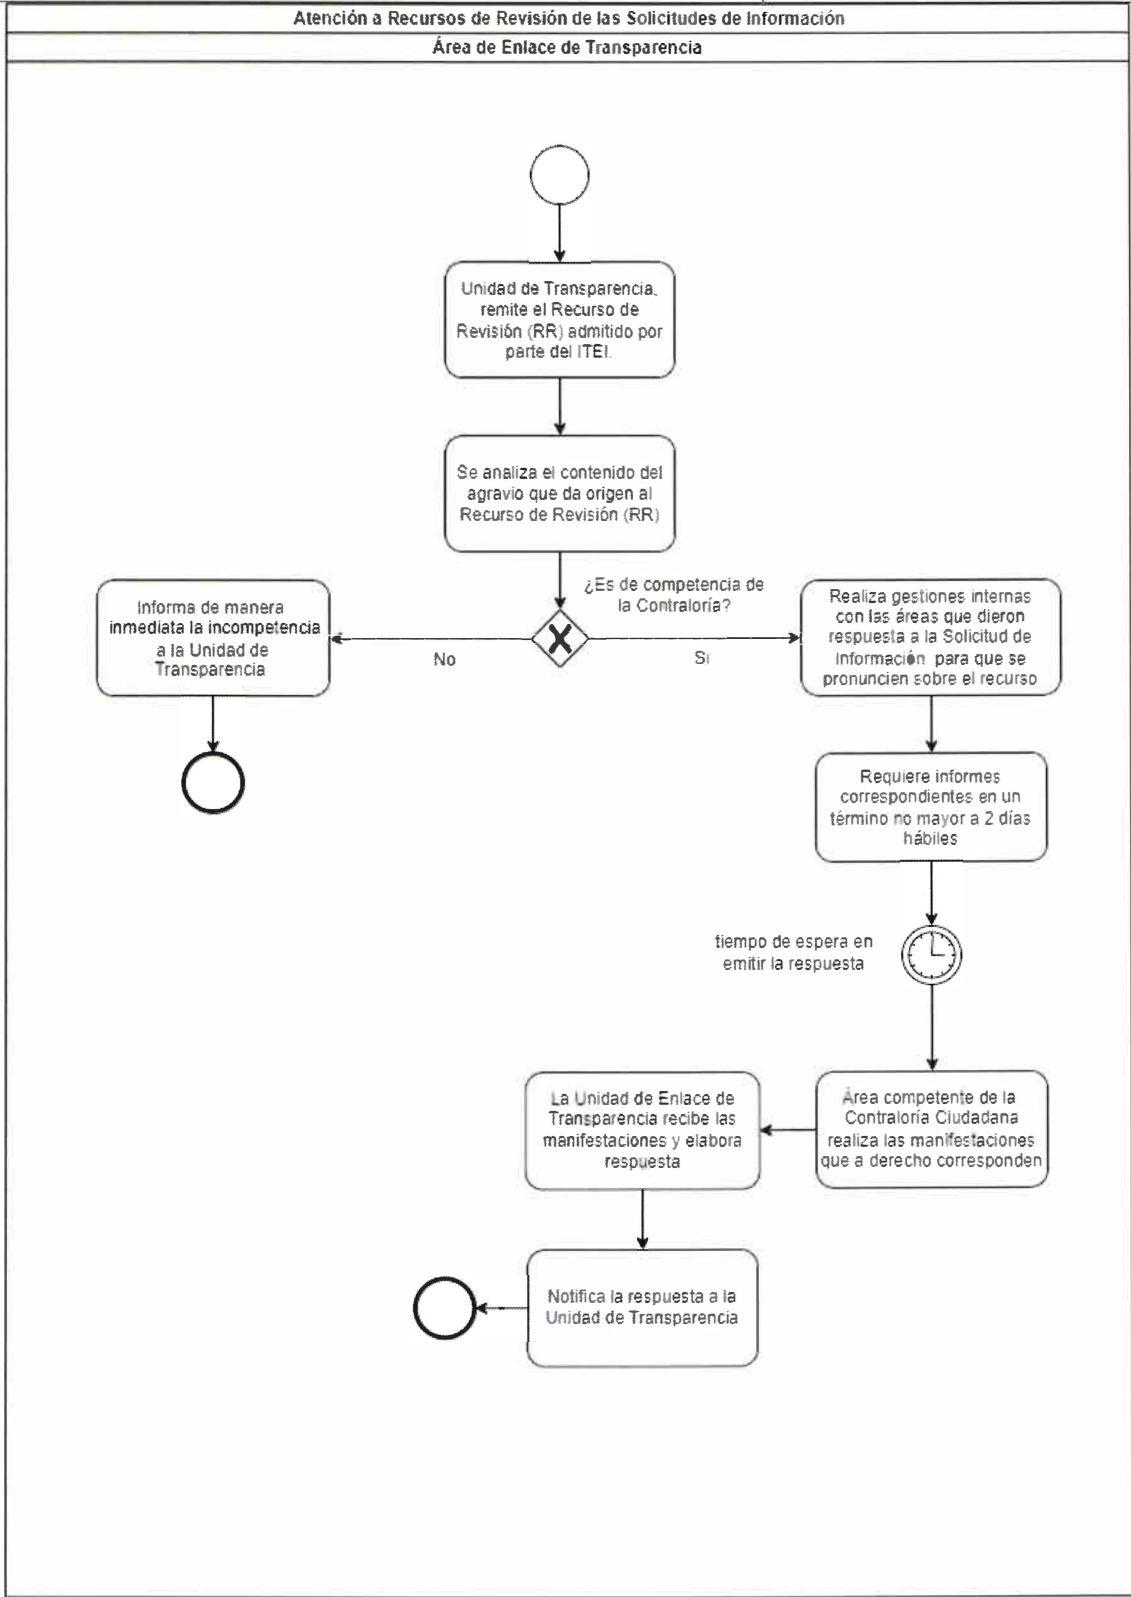 Atención a Recursos de Revisión de las Solicitudes de Información
Área de Enlace de Transparencia
Unidad de Transparencia,
remite el Recurso de
Revisión (RR) admitido por
parte del ITEI.
Se analiza el contenido del
agravio que da origen al
Recurso de Revisión (RR)
¿Es de competencia de
la Contraloría?
No
Si
Informa de manera
inmediata la incompetencia
a la Unidad de
Transparencia
Realiza gestiones internas
con las áreas que dieron
respuesta a la Solicitud de
Información para que se
pronuncien sobre el recurso
Requiere informes
correspondientes en un
término no mayor a 2 días
hábiles
tiempo de espera en
emitir la respuesta
Área competente de la
Contraloría Ciudadana
realiza las manifestaciones
que a derecho corresponden
La Unidad de Enlace de
Transparencia recibe las
manifestaciones y elabora
respuesta
Notifica la respuesta a la
Unidad de Transparencia